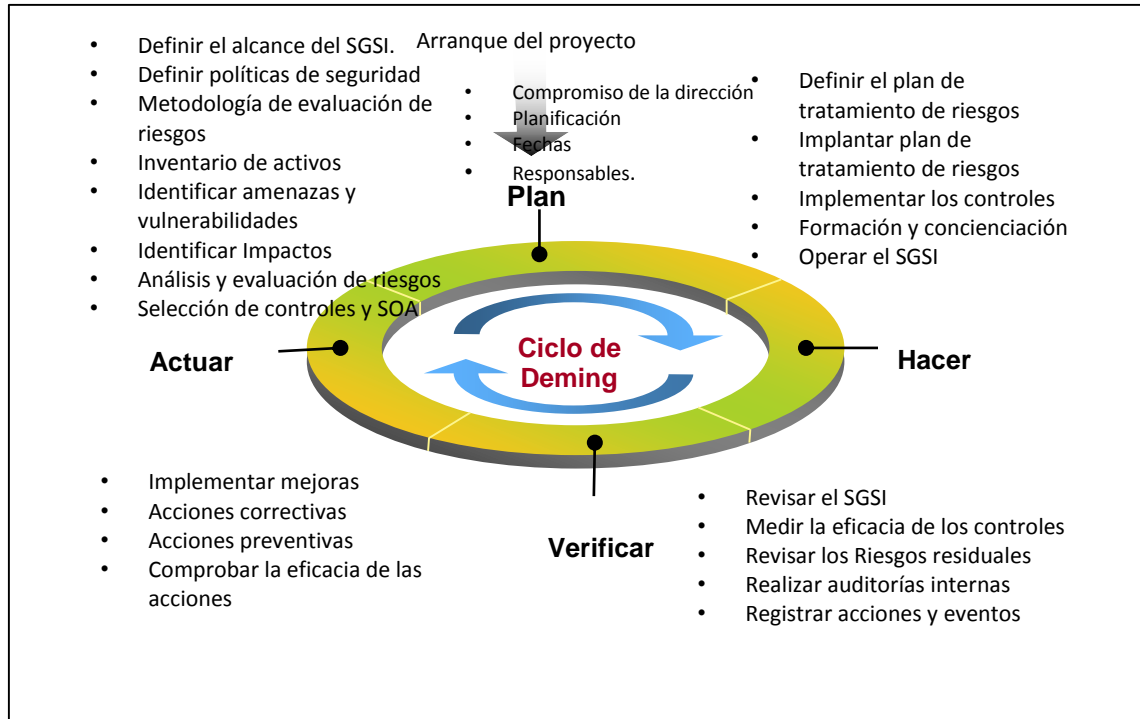 • Definir el alcance del SGSI.
• Definir políticas de seguridad
• Metodología de evaluación de
riesgos
• Inventario de activos
• Identificar amenazas y
vulnerabilidades
• Identificar Impactos
• Análisis y evaluación de riesgos
• Selección de controles y SOA
Arranque del proyecto
• Compromiso de la dirección
• Planificación
• Fechas
• Responsables.
Plan
• Definir el plan de
tratamiento de riesgos
• Implantar plan de
tratamiento de riesgos
• Implementar los controles
• Formación y concienciación
• Operar el SGSI
Actuar
Ciclo de
Deming
Hacer
• Implementar mejoras
• Acciones correctivas
• Acciones preventivas
• Comprobar la eficacia de las
acciones
Verificar
• Revisar el SGSI
• Medir la eficacia de los controles
• Revisar los Riesgos residuales
• Realizar auditorías internas
• Registrar acciones y eventos